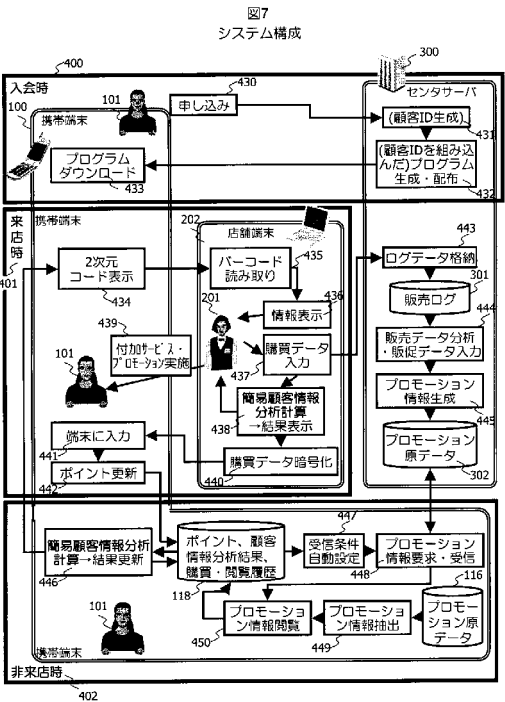 図7
システム構成
400
430
300
入会時
101
申し込み
センタサーバ
100
携帯端末
(顧客ID生成)
431
プログラム
ダウンロード
433
(顧客IDを組み込
んだ)プログラム
生成・配布
432
来店時
401
携帯端末
202
店舗端末
443
2次元
コード表示
434
バーコード
読み取り
435
ログデータ格納
301
販売ログ
201
情報表示
436
444
439
付加サービス・
プロモーション実施
購買データ
入力
437
販売データ分析
・販促データ入力
101
簡易顧客情報
分析計算
→結果表示
438
プロモーション
情報生成
445
端末に入力
441
プロモーション
原データ
302
ポイント更新
442
購買データ暗号化
440
447
簡易顧客情報分析
計算→結果更新
446
ポイント、顧客
情報分析結果、
購買・閲覧履歴
118
受信条件
自動設定
プロモーション
情報要求・受信
448
116
101
プロモーシ
ョン情報閲覧
450
プロモーシ
ョン情報抽出
449
プロモ
ーション原
データ
携帯端末
非来店時
402